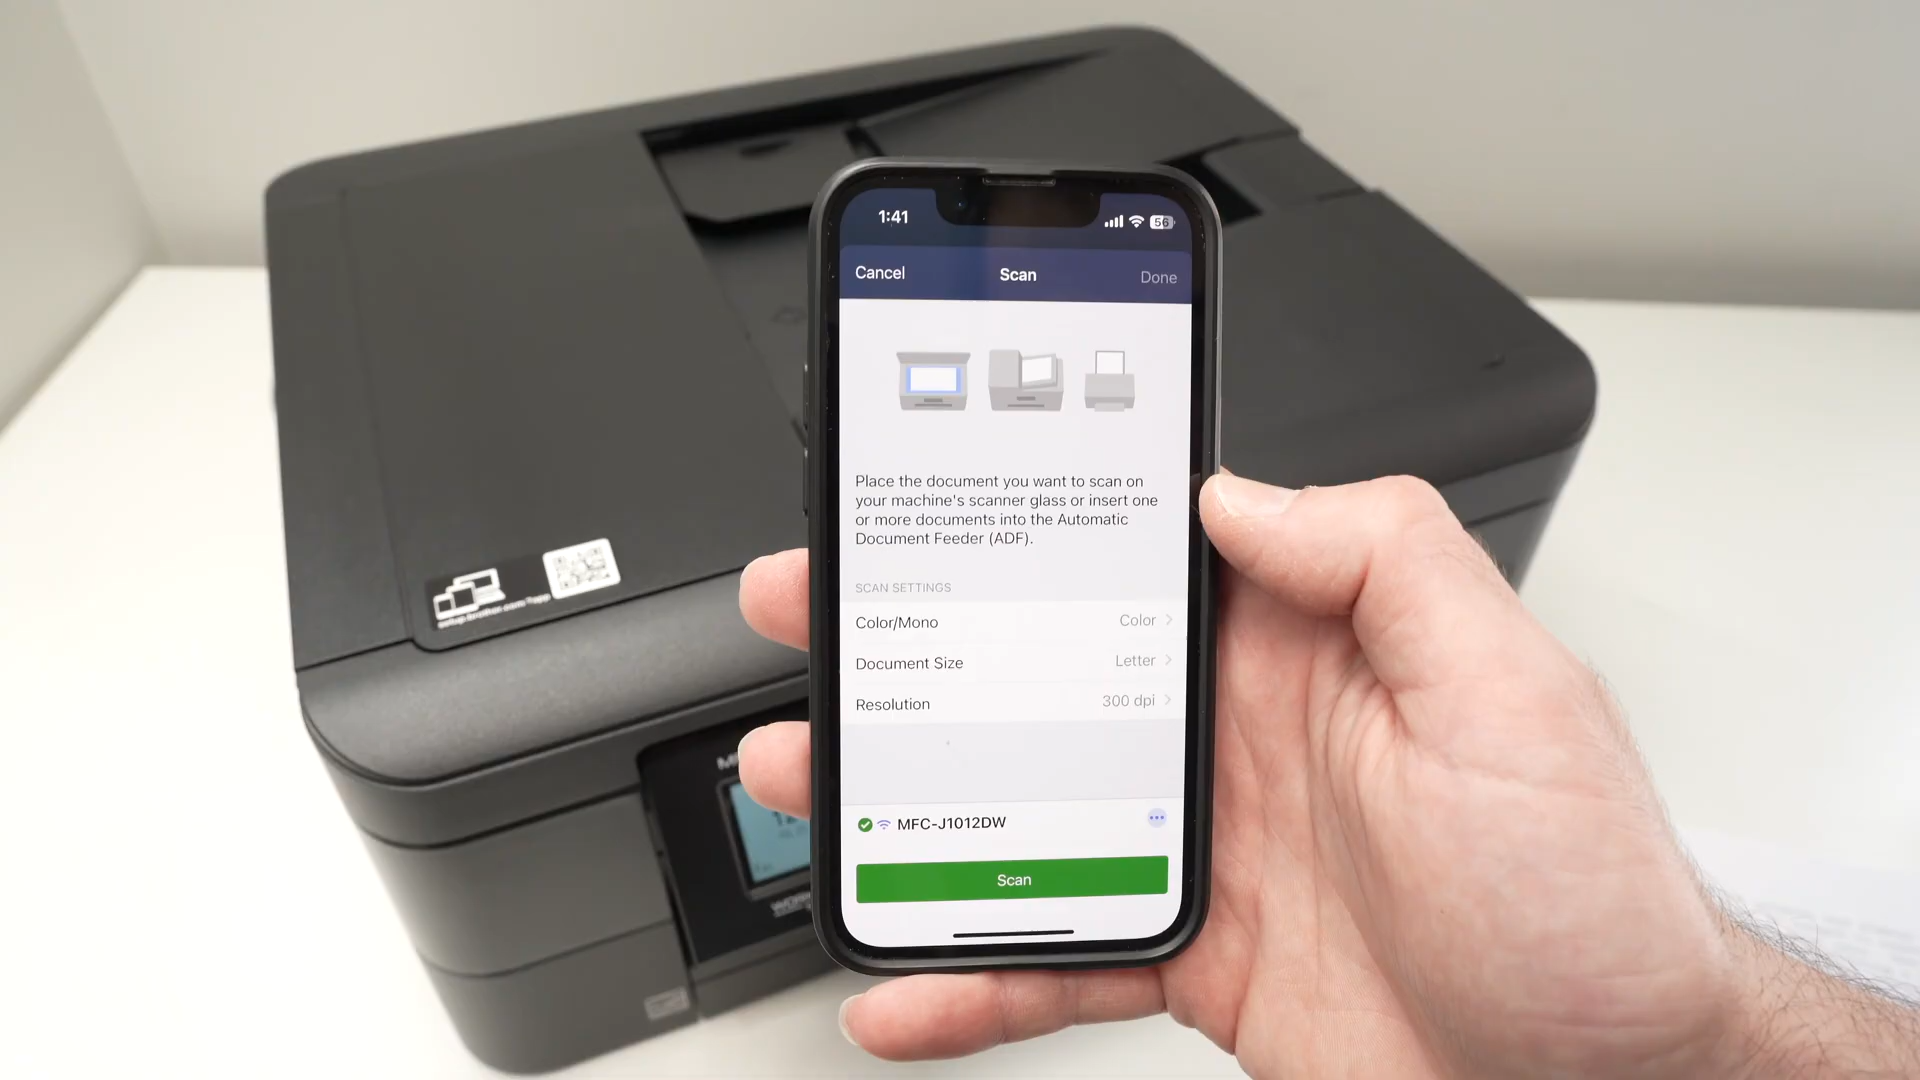 1:41
56
Cancel
Scan
Done
Place the document you want to scan on
your machine's scanner glass or insert one
or more documents into the Automatic
Document Feeder (ADF).
SCAN SETTINGS
Color/Mono
Color
Document Size
Letter
Resolution
300 dpi
MFC-J1012DW
Scan